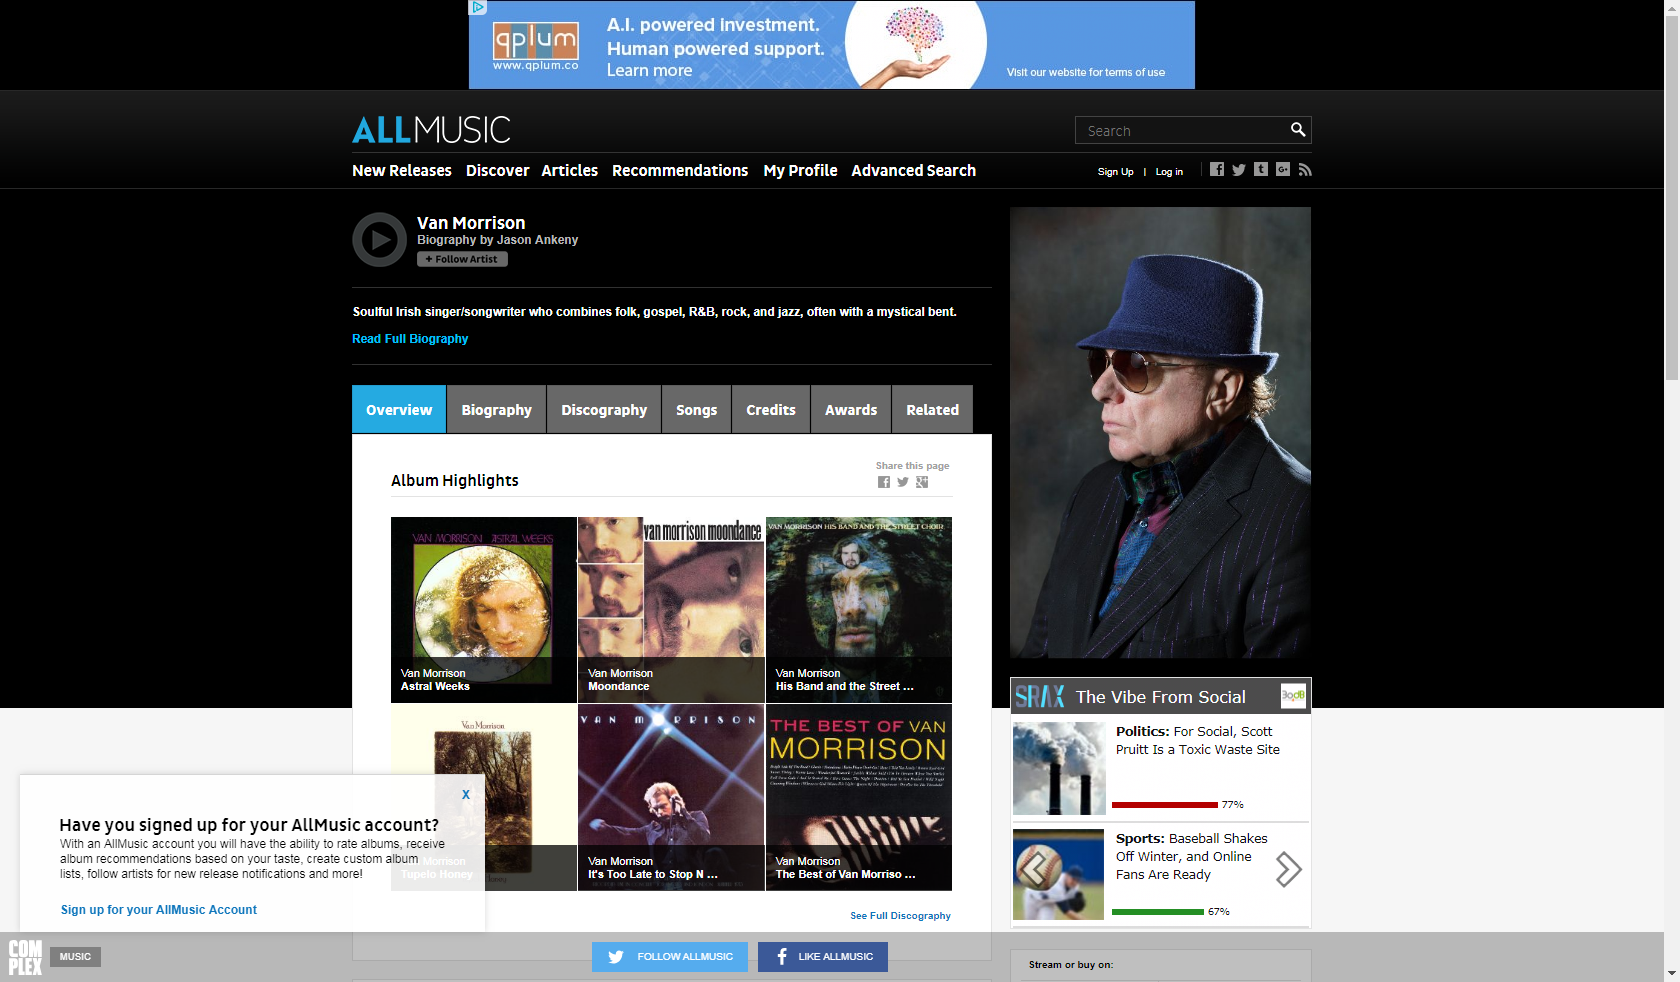 qplum
www.qplum.co
A.I. powered investment.
Human powered support.
Learn more
Visit our website for terms of use
ALLMUSIC
Search
New Releases
Discover
Articles
Recommendations
My Profile
Advanced Search
Sign Up | Log in
Van Morrison
Biography by Jason Ankeny
+ Follow Artist
Soulful Irish singer/songwriter who combines folk, gospel, R&B, rock, and jazz, often with a mystical bent.
Read Full Biography
Overview
Biography
Discography
Songs
Credits
Awards
Related
Share this page
Album Highlights
VAN MORRISON ASTRAL WEEKS
Van Morrison
Astral Weeks
van morrison moondance
Van Morrison
Moondance
VAN MORRISON HIS BAND AND THE STREET CHOIR
Van Morrison
His Band and the Street ...
Van Morrison
Morrison
Tupelo Honey
VAN MORRISON
Van Morrison
It's Too Late to Stop N ...
THE BEST OF VAN
MORRISON
Van Morrison
The Best of Van Morriso ...
See Full Discography
SRAX The Vibe From Social
Politics: For Social, Scott
Pruitt Is a Toxic Waste Site
77%
Sports: Baseball Shakes
Off Winter, and Online
Fans Are Ready
67%
Stream or buy on:
X
Have you signed up for your AllMusic account?
With an AllMusic account you will have the ability to rate albums, receive
album recommendations based on your taste, create custom album
lists, follow artists for new release notifications and more!
Sign up for your AllMusic Account
COMPLEX
MUSIC
FOLLOW ALLMUSIC
LIKE ALLMUSIC